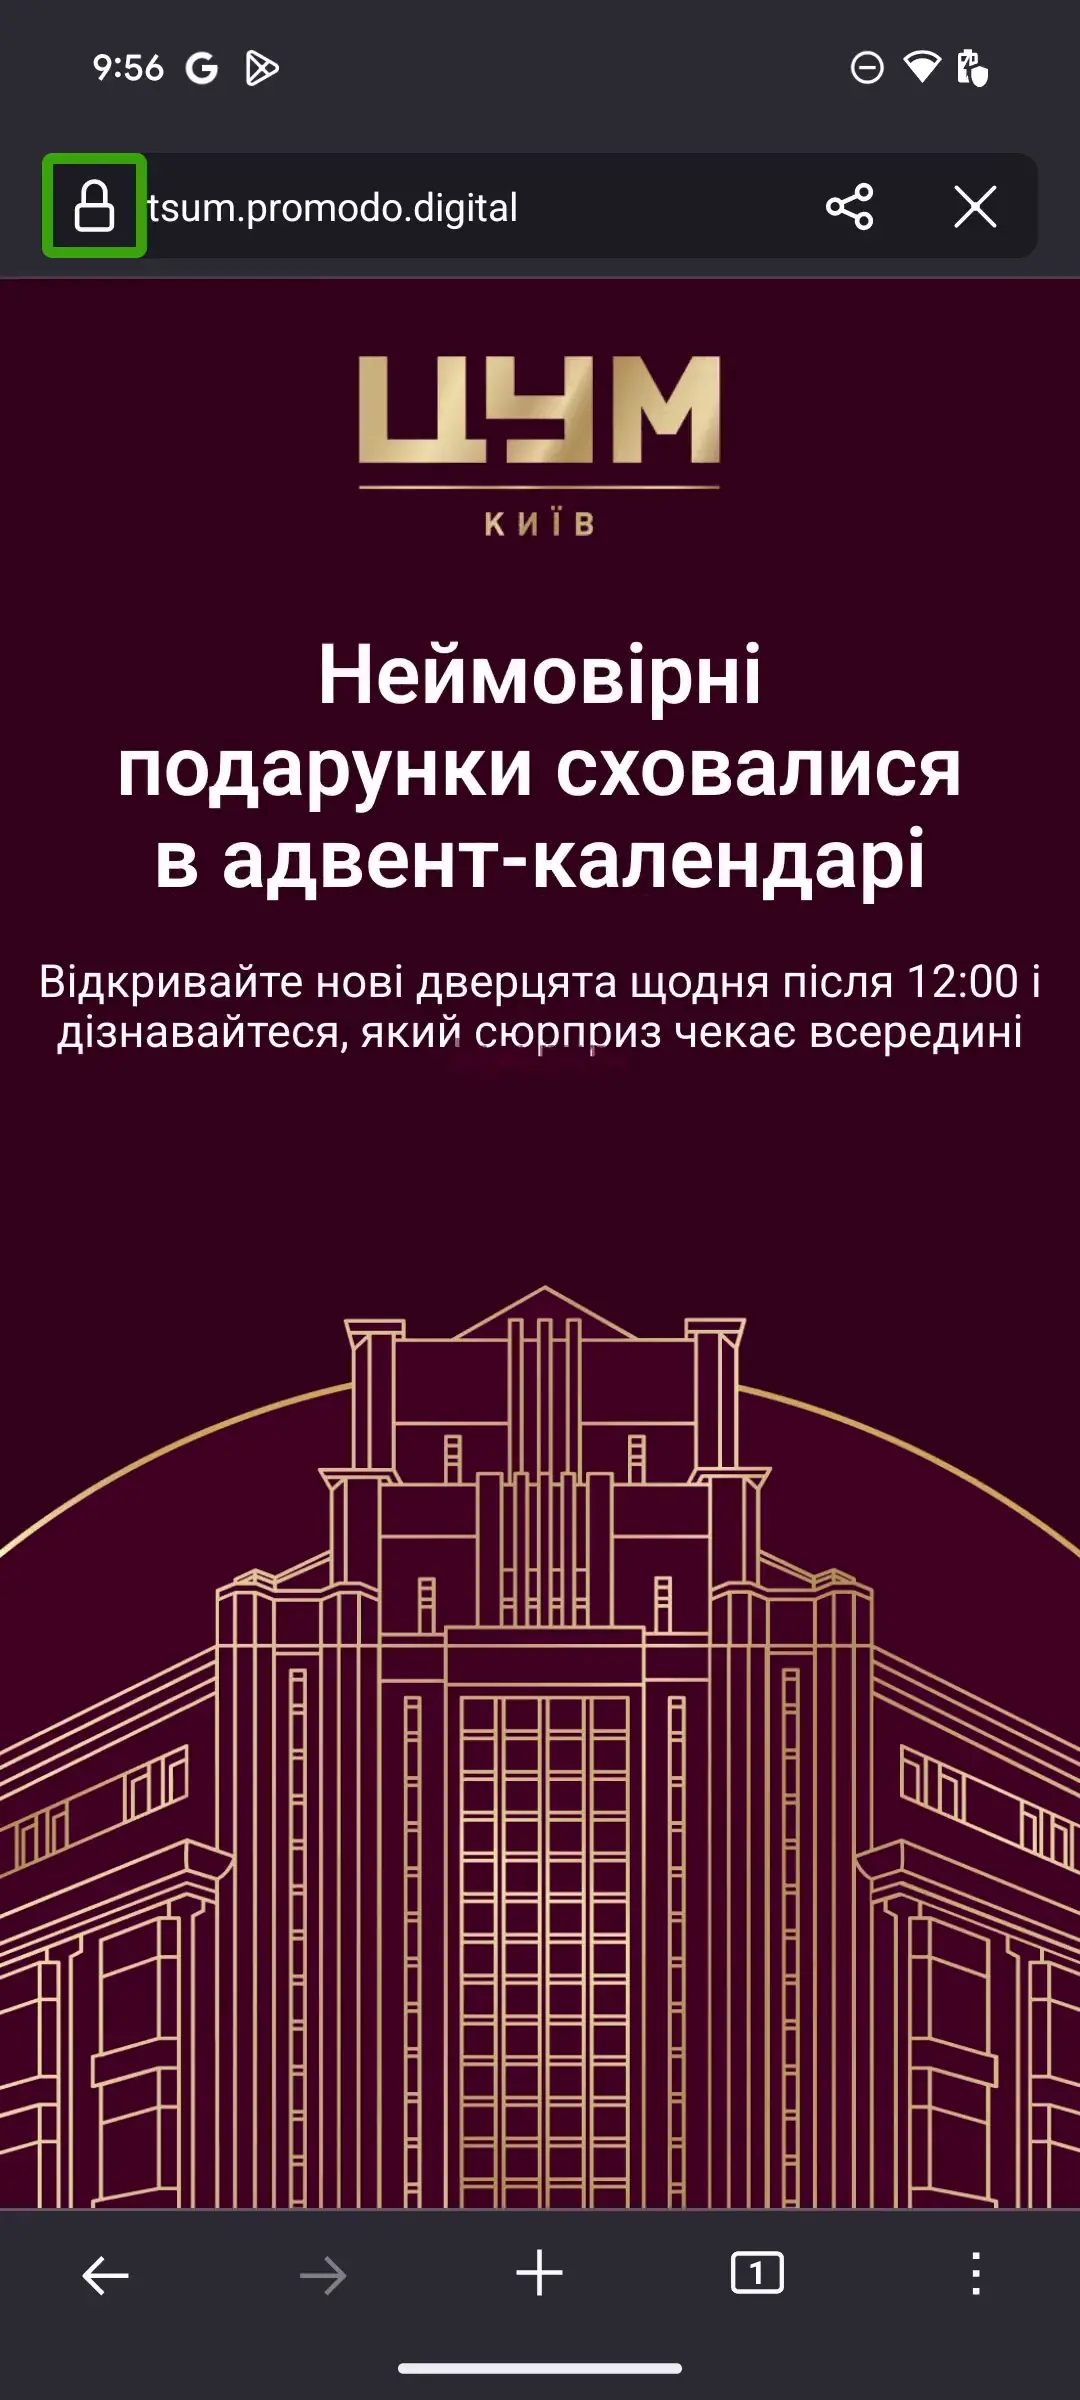 9:56
tsum.promodo.digital
ЦУМ
КИЇВ
Неймовірні
подарунки сховалися
в адвент-календарі
Відкривайте нові дверцята щодня після 12:00 і
дізнавайтеся, який сюрприз чекає всередині
1